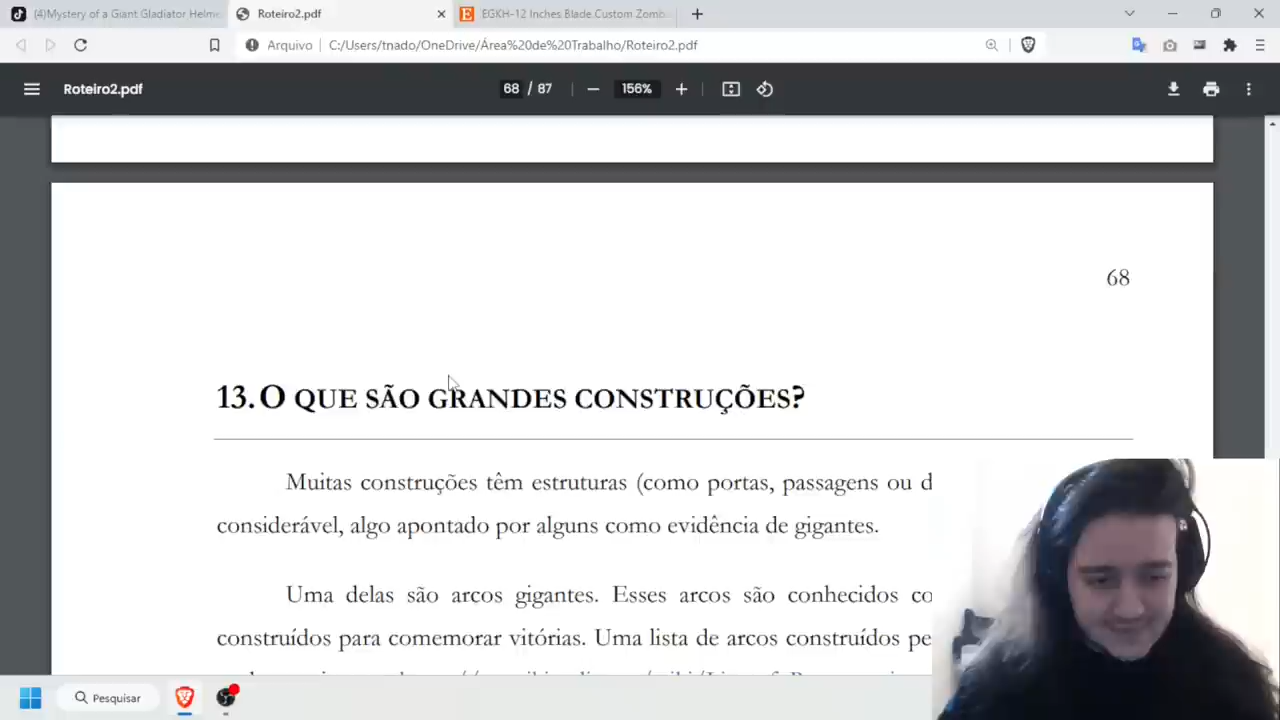 (4)Mystery of a Giant Gladiator Helme
Roteiro2.pdf
EGKH-12 Inches Blade Custom Zomb
Arquivo
C:/Users/tnado/OneDrive/Área%20de%20Trabalho/Roteiro2.pdf
Roteiro2.pdf
68 / 87
156%
68
13. O QUE SÃO GRANDES CONSTRUÇÕES?
Muitas construções têm estruturas (como portas, passagens ou d
considerável, algo apontado por alguns como evidência de gigantes.
Uma delas são arcos gigantes. Esses arcos são conhecidos co
construídos para comemorar vitórias. Uma lista de arcos construídos pe
Pesquisar